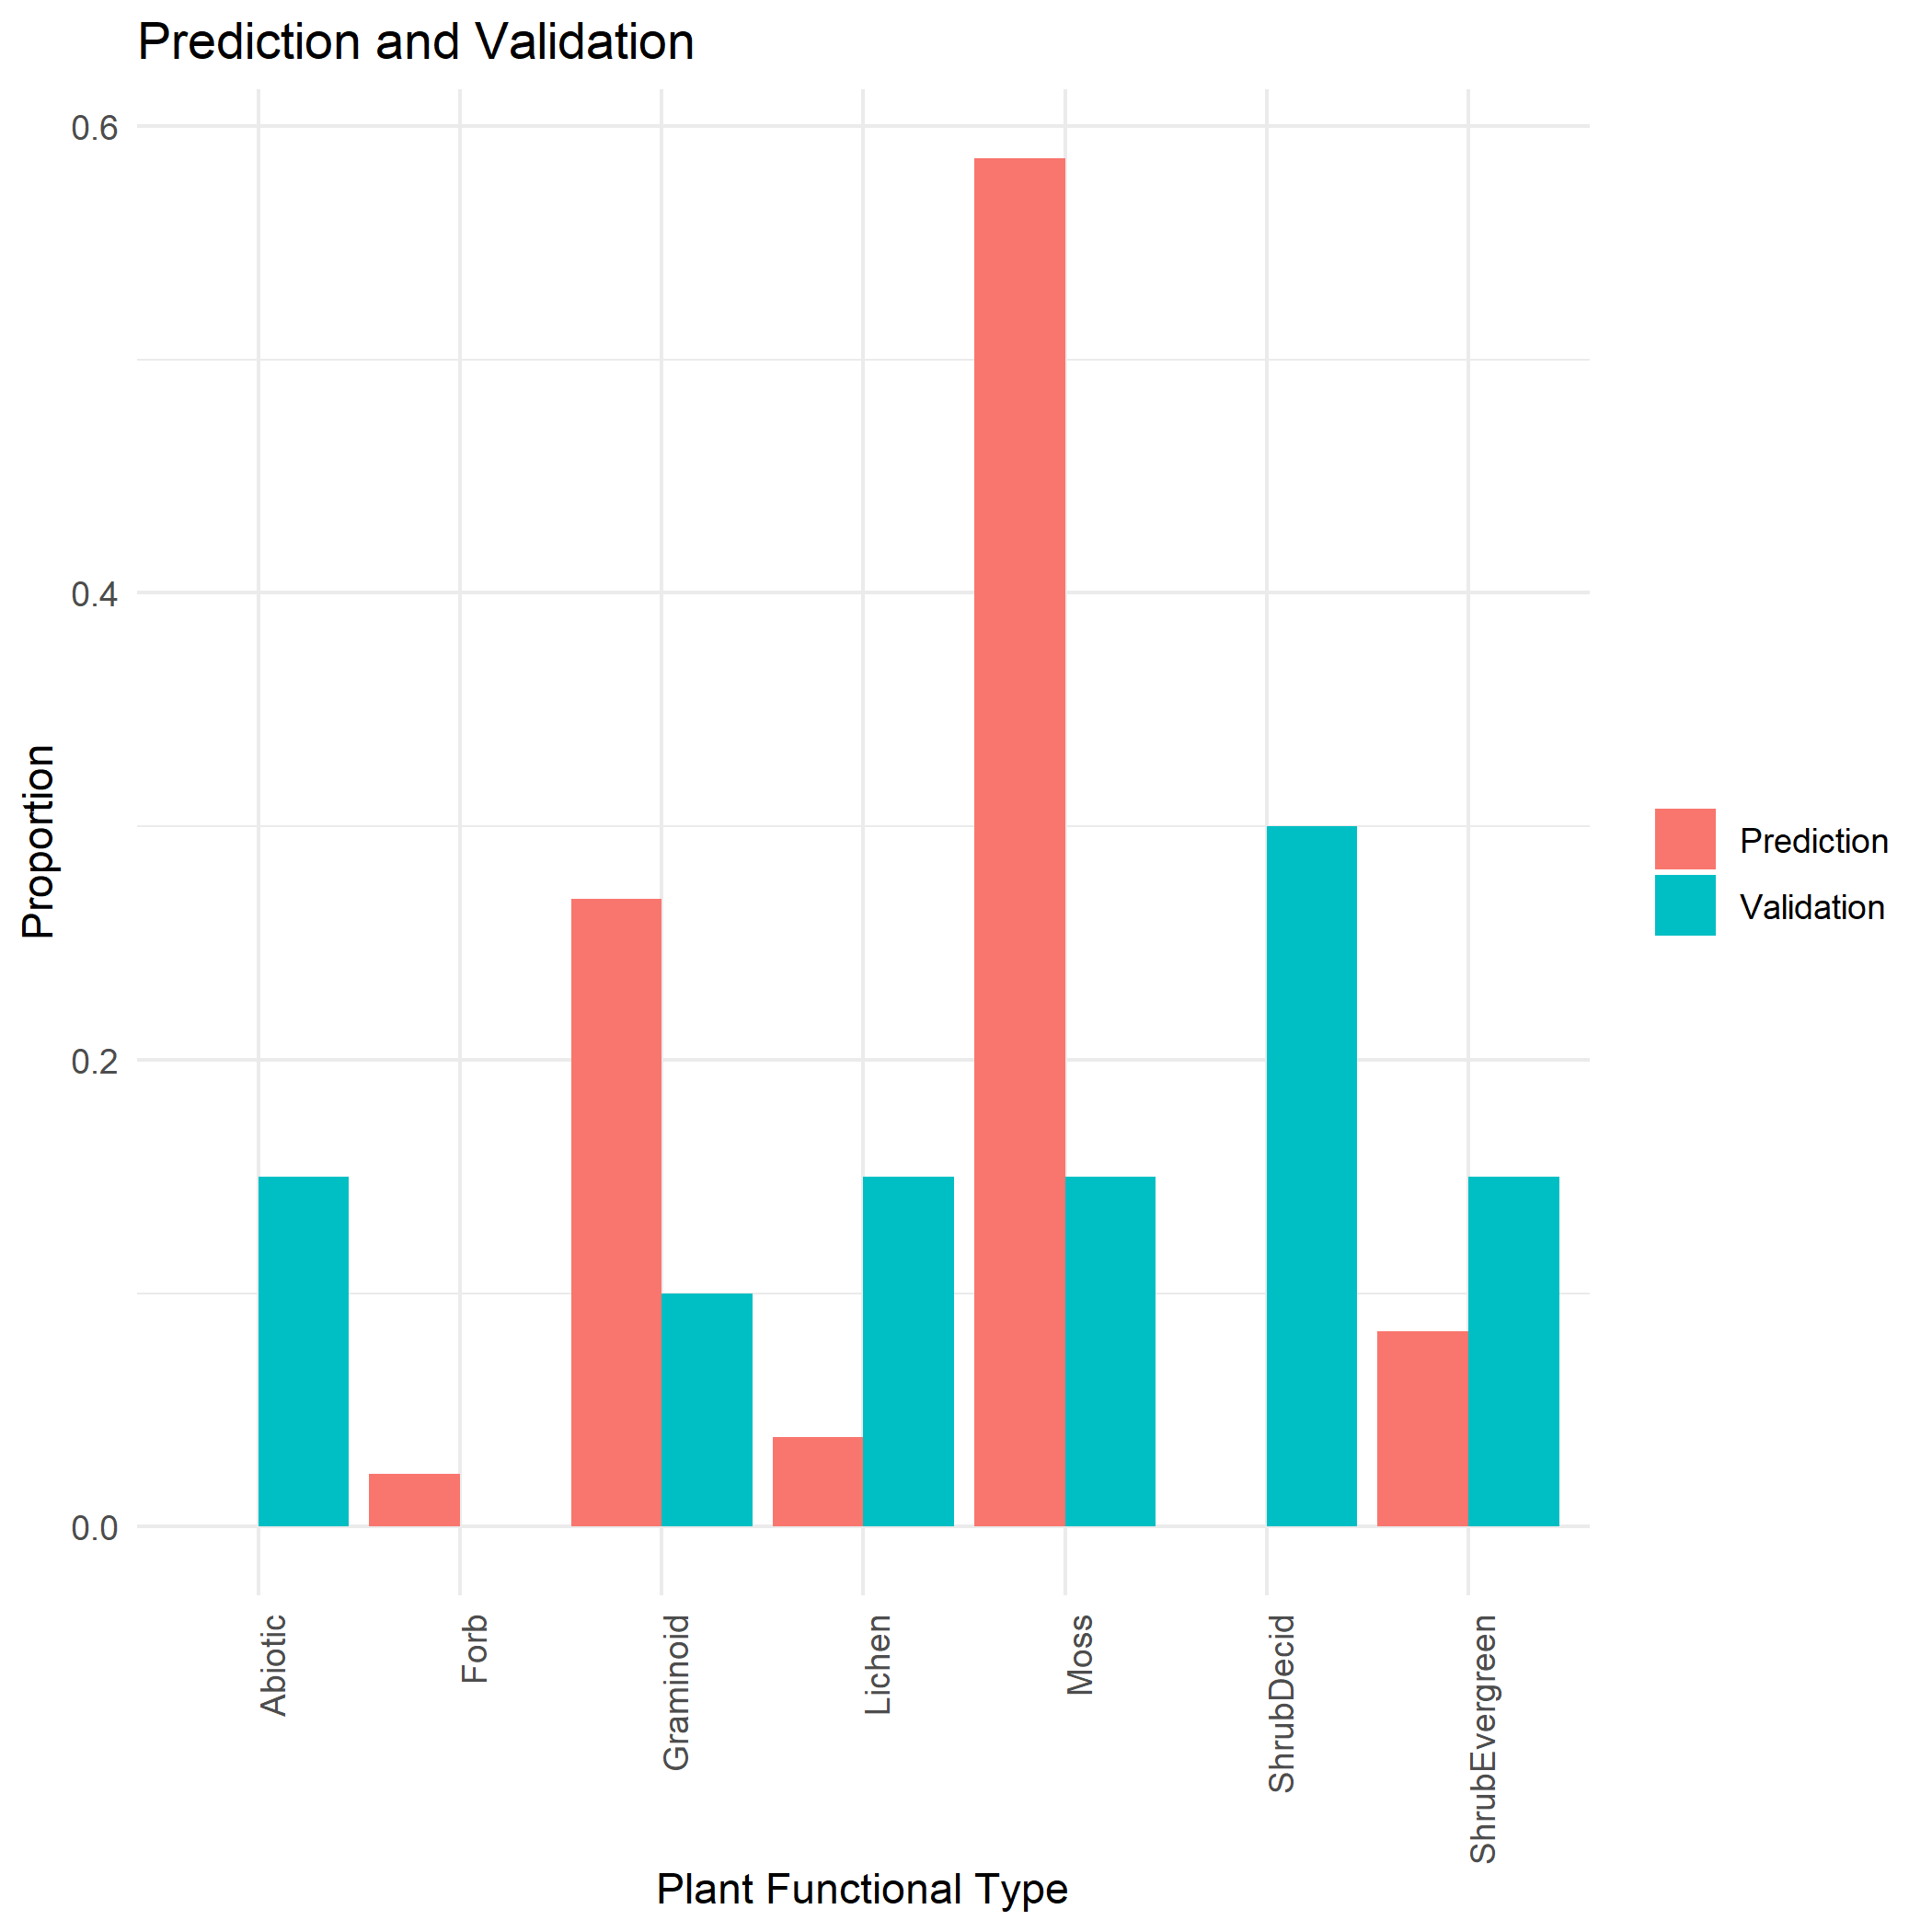 Prediction and Validation
0.6
0.4
0.2
0.0
Proportion
Abiotic
Forb
Graminoid
Lichen
Moss
ShrubDecid
ShrubEvergreen
Plant Functional Type
Prediction
Validation